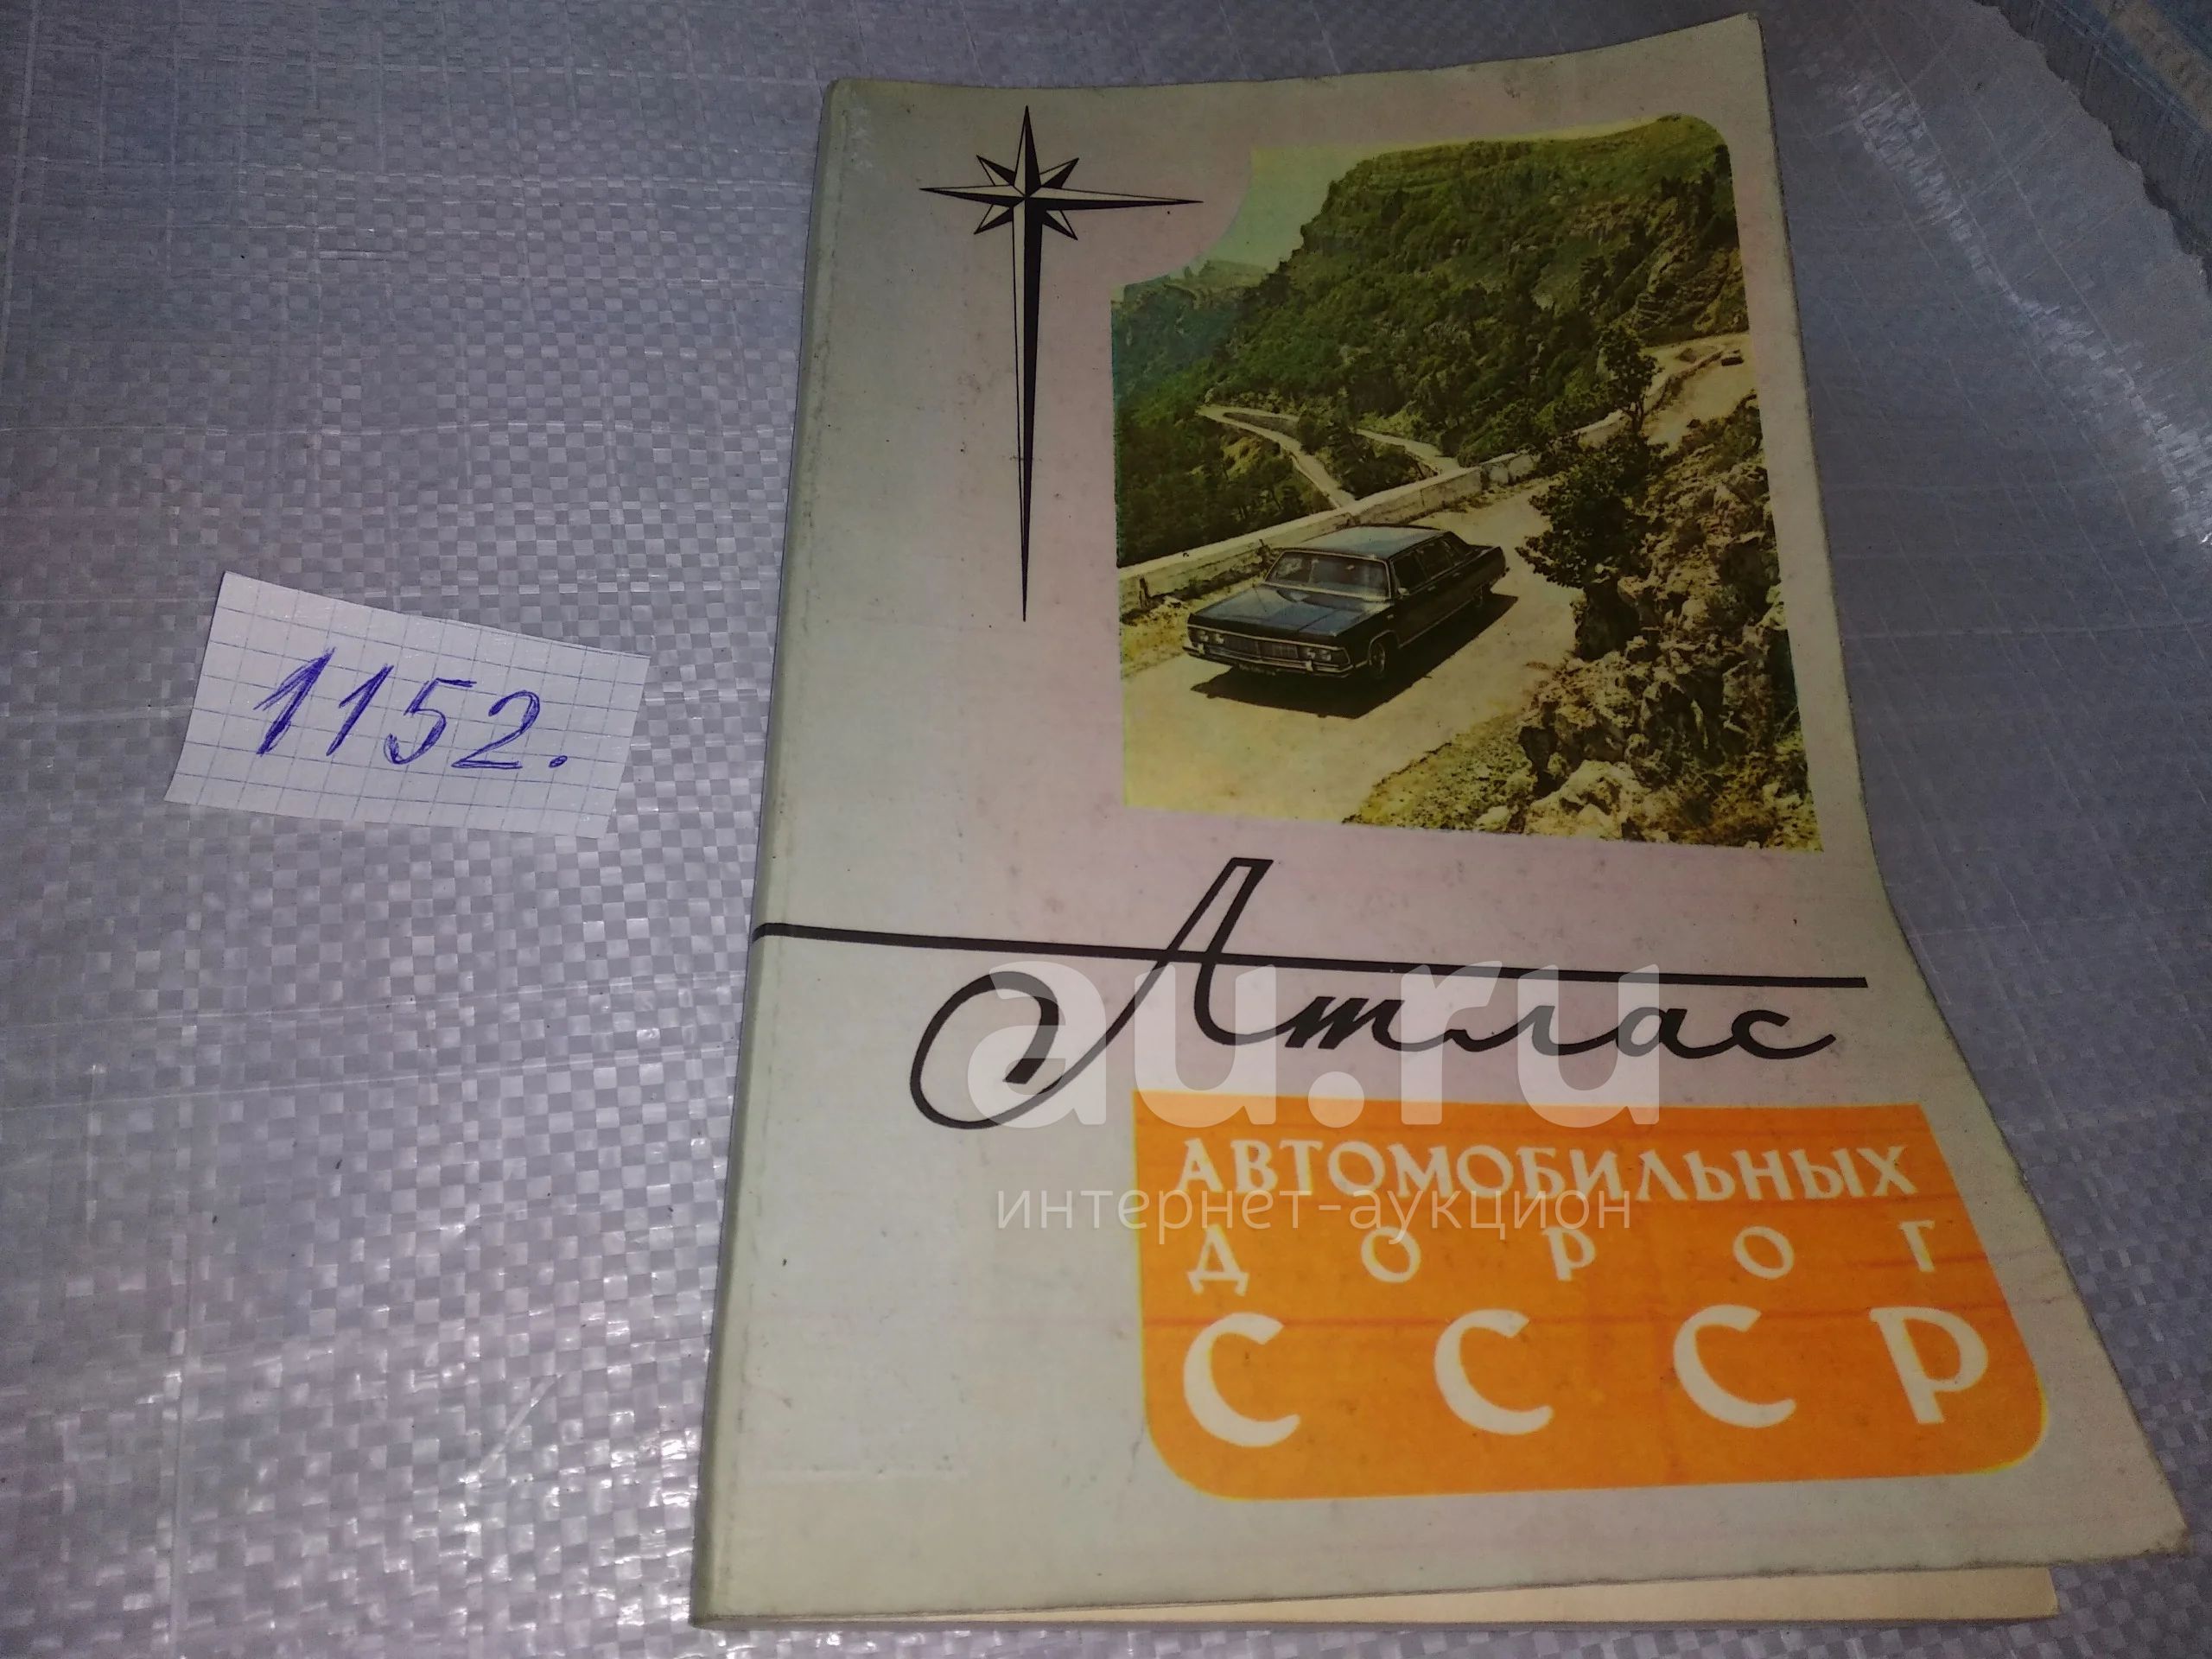 1152.
Атлас
au.ru
АВТОМОБИЛЬНЫХ
интернет-аукцион
ДОРОГ
СССР